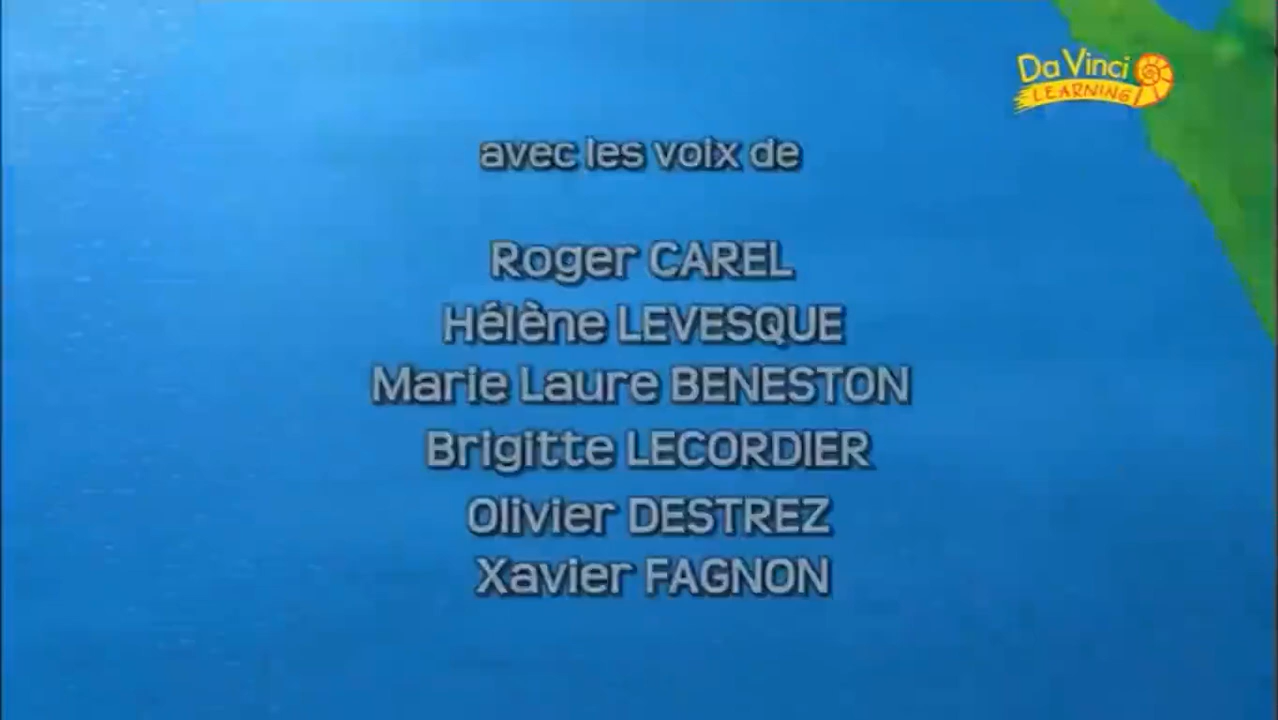 Da Vinci
LEARNING
avec les voix de
Roger CAREL
Hélène LEVESQUE
Marie Laure BENESTON
Brigitte LECORDIER
Olivier DESTREZ
Xavier FAGNON